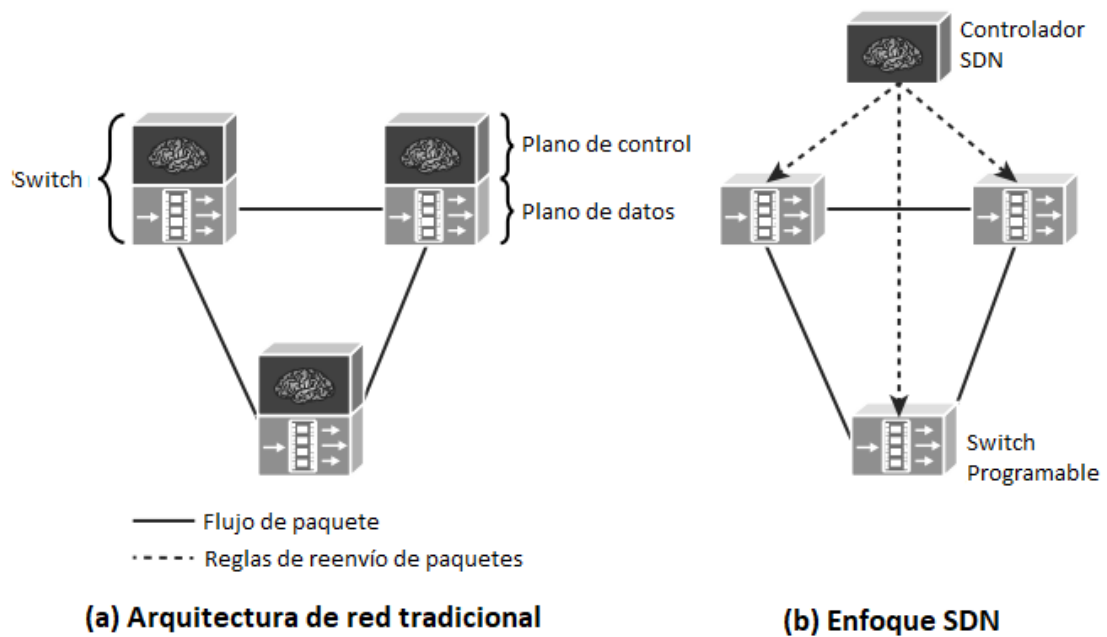 Controlador
SDN
Switch
Plano de control
Plano de datos
Switch
Programable
Flujo de paquete
Reglas de reenvío de paquetes
(a) Arquitectura de red tradicional
(b) Enfoque SDN